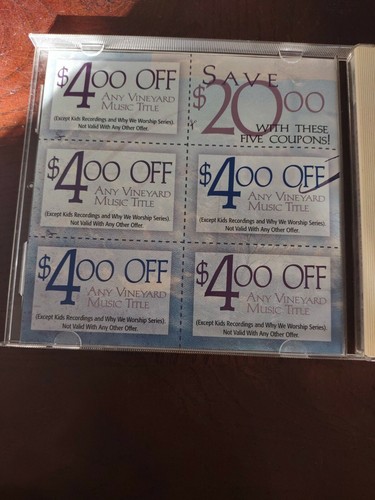 $4.00 OFF
ANY VINEYARD
MUSIC TITLE
(Except Kids Recordings and Why We Worship Series).
Not Valid With Any Other Offer.
SAVE
$20.00
WITH THESE
FIVE COUPONS!
$4.00 OFF
ANY VINEYARD
MUSIC TITLE
(Except Kids Recordings and Why We Worship Series).
Not Valid With Any Other Offer.
$4.00 OFF
ANY VINEYARD
MUSIC TITLE
(Except Kids Recordings and Why We Worship Series).
Not Valid With Any Other Offer.
$4.00 OFF
ANY VINEYARD
MUSIC TITLE
(Except Kids Recordings and Why We Worship Series).
Not Valid With Any Other Offer.
$4.00 OFF
ANY VINEYARD
MUSIC TITLE
(Except Kids Recordings and Why We Worship Series).
Not Valid With Any Other Offer.